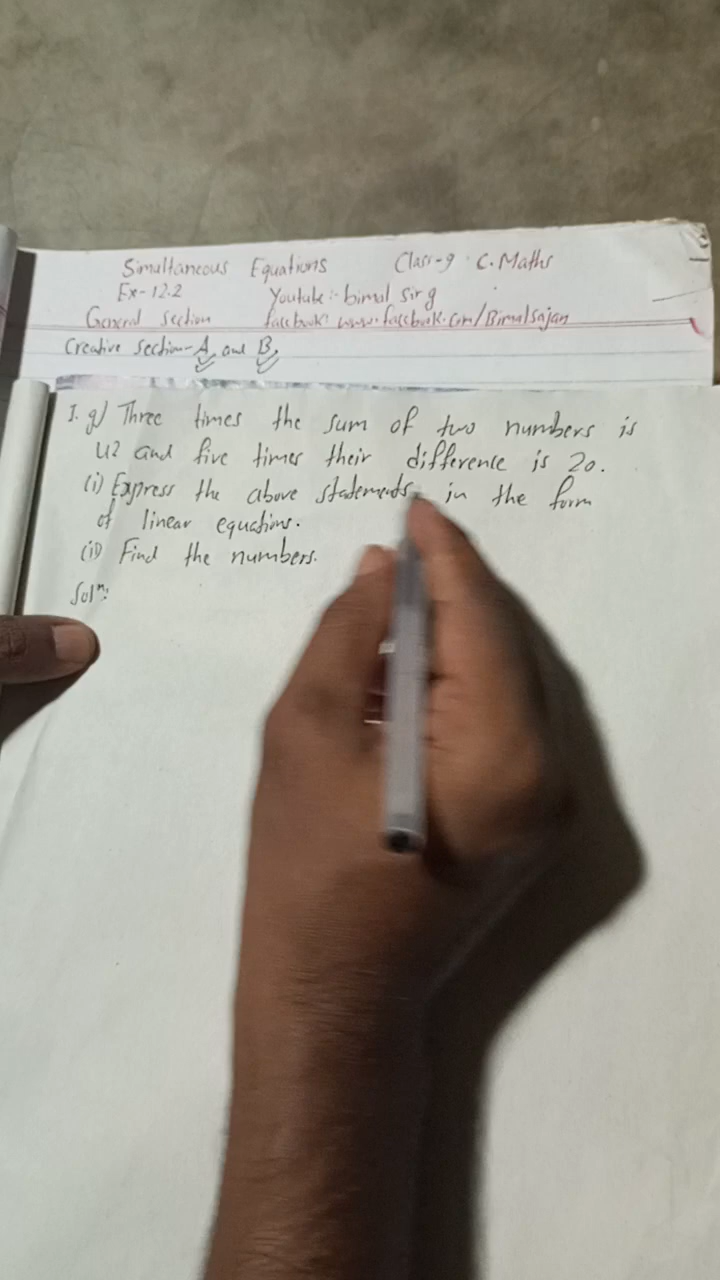 Simultaneous Equations Class-9 C. Maths
Ex-12.2 Youtube:- bimal sir g
General section facebook: www.facebook.com/Bimalsajan
Creative section-A and B.
1. g) Three times the sum of two numbers is
42 and five times their difference is 20.
(i) Express the above statements in the form
of linear equations.
(ii) Find the numbers.
Solⁿ: